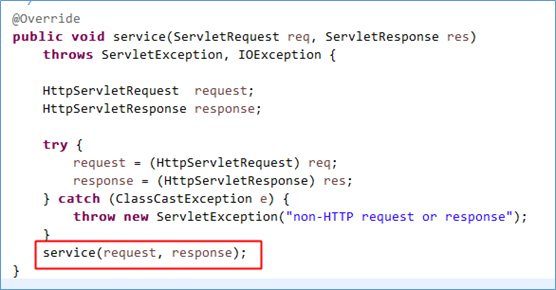 @Override
public void service(ServletRequest req, ServletResponse res)
    throws ServletException, IOException {

    HttpServletRequest  request;
    HttpServletResponse response;

    try {
        request = (HttpServletRequest) req;
        response = (HttpServletResponse) res;
    } catch (ClassCastException e) {
        throw new ServletException("non-HTTP request or response");
    }
    service(request, response);
}